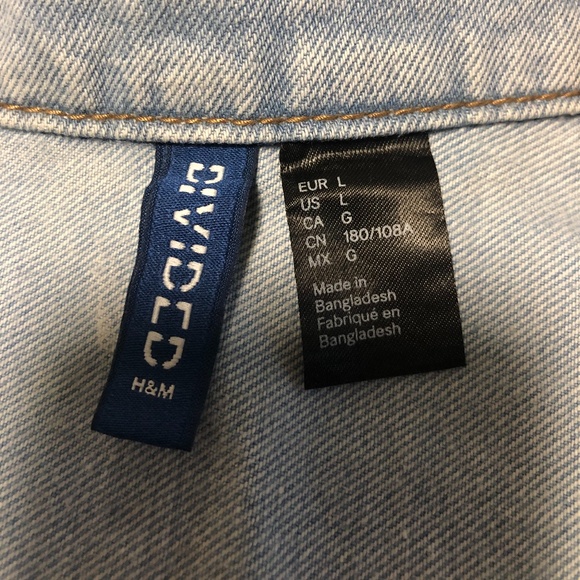 DIVIDED
H&M
EUR L
US L
CA G
CN 180/108A
MX G
Made in
Bangladesh
Fabriqué en
Bangladesh